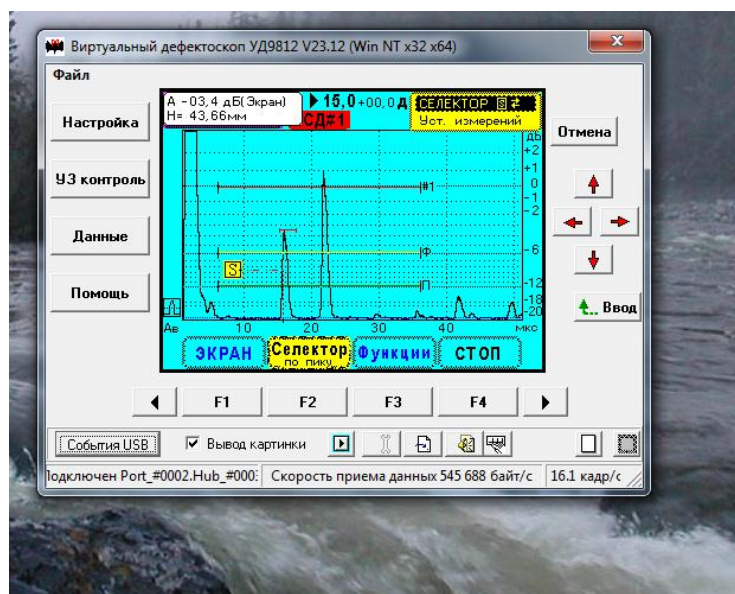 Виртуальный дефектоскоп УД9812 V23.12 (Win NT x32 x64)
Файл
Настройка
УЗ контроль
Данные
Помощь
A -03,4 дБ(Экран)
H= 43,66мм
15,0+00,0д
СД#1
СЕЛЕКТОР S
Уст. измерений
дБ
+2
+1
0
-1
-2
-6
-12
-18
-20
#1
Ф
П
S - -
Ав 10 20 30 40 мкс
ЭКРАН
Селектор
по пику
Функции
СТОП
Отмена
Ввод
F1 F2 F3 F4
События USB
Вывод картинки
Подключен Port_#0002.Hub_#000:
Скорость приема данных 545 688 байт/с
16.1 кадр/с